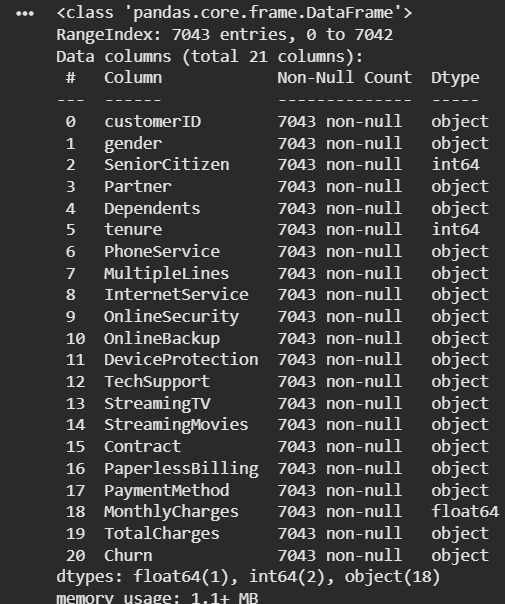 ••• <class 'pandas.core.frame.DataFrame'>
RangeIndex: 7043 entries, 0 to 7042
Data columns (total 21 columns):
 #   Column            Non-Null Count  Dtype
---  ------            --------------  -----
 0   customerID        7043 non-null   object
 1   gender            7043 non-null   object
 2   SeniorCitizen     7043 non-null   int64
 3   Partner           7043 non-null   object
 4   Dependents        7043 non-null   object
 5   tenure            7043 non-null   int64
 6   PhoneService      7043 non-null   object
 7   MultipleLines     7043 non-null   object
 8   InternetService   7043 non-null   object
 9   OnlineSecurity    7043 non-null   object
 10  OnlineBackup      7043 non-null   object
 11  DeviceProtection  7043 non-null   object
 12  TechSupport       7043 non-null   object
 13  StreamingTV       7043 non-null   object
 14  StreamingMovies   7043 non-null   object
 15  Contract          7043 non-null   object
 16  PaperlessBilling  7043 non-null   object
 17  PaymentMethod     7043 non-null   object
 18  MonthlyCharges    7043 non-null   float64
 19  TotalCharges      7043 non-null   object
 20  Churn             7043 non-null   object
dtypes: float64(1), int64(2), object(18)
memory usage: 1.1+ MB